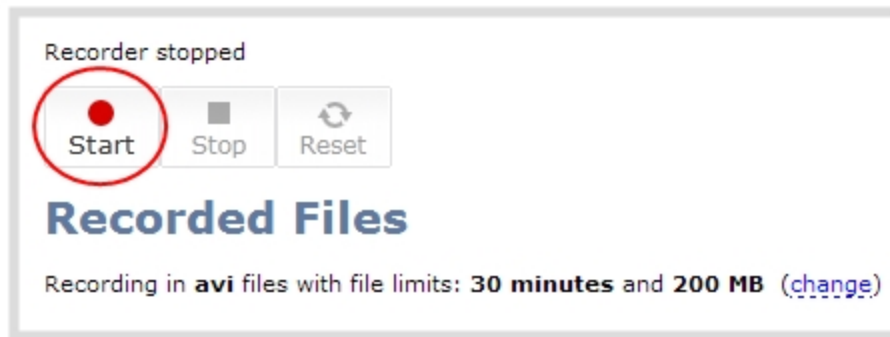 Recorder stopped
Start Stop Reset
Recorded Files
Recording in avi files with file limits: 30 minutes and 200 MB (change)